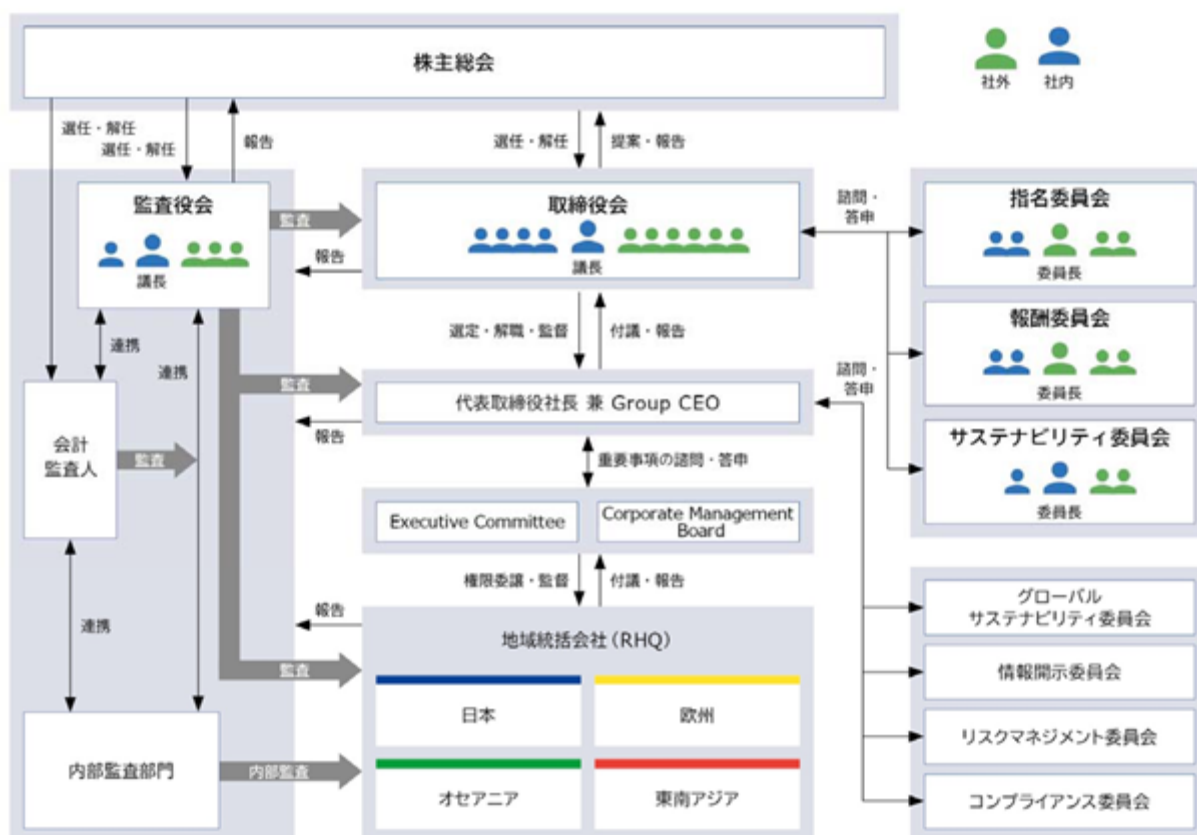 株主総会
社外
社内
選任・解任
選任・解任
報告
選任・解任
提案・報告
監査役会
議長
監査
報告
取締役会
議長
諮問・
答申
指名委員会
委員長
報酬委員会
委員長
サステナビリティ委員会
委員長
連携
連携
選定・解職・監督
付議・報告
監査
報告
代表取締役社長 兼 Group CEO
諮問・
答申
会計
監査人
監査
重要事項の諮問・答申
Executive Committee
Corporate Management
Board
権限委譲・監督
付議・報告
連携
報告
監査
地域統括会社(RHQ)
日本
欧州
オセアニア
東南アジア
内部監査部門
内部監査
グローバル
サステナビリティ委員会
情報開示委員会
リスクマネジメント委員会
コンプライアンス委員会